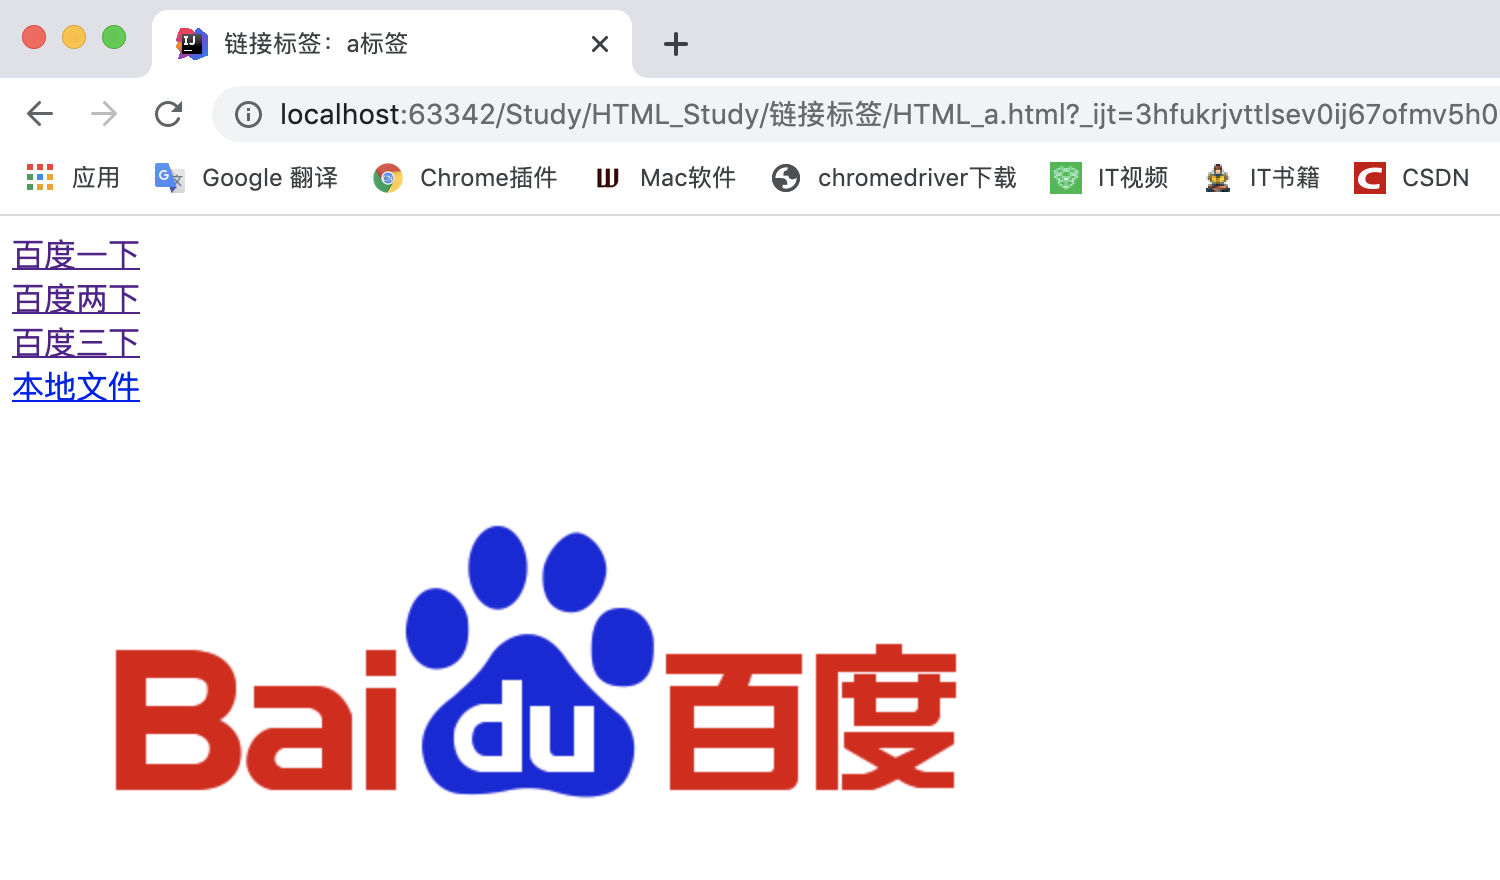 链接标签：a标签
localhost:63342/Study/HTML_Study/链接标签/HTML_a.html?_ijt=3hfukrjvttlsev0ij67ofmv5h0
应用 Google 翻译 Chrome插件 Mac软件 chromedriver下载 IT视频 IT书籍 CSDN
百度一下
百度两下
百度三下
本地文件
Bai du 百度